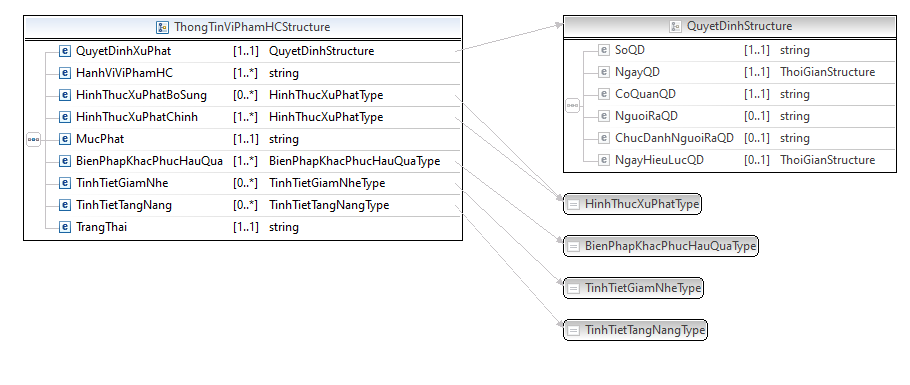 ThongTinViPhamHCStructure
QuyetDinhXuPhat [1..1] QuyetDinhStructure
HanhViViPhamHC [1..*] string
HinhThucXuPhatBoSung [0..*] HinhThucXuPhatType
HinhThucXuPhatChinh [1..*] HinhThucXuPhatType
MucPhat [1..1] string
BienPhapKhacPhucHauQua [1..*] BienPhapKhacPhucHauQuaType
TinhTietGiamNhe [0..*] TinhTietGiamNheType
TinhTietTangNang [0..*] TinhTietTangNangType
TrangThai [1..1] string
QuyetDinhStructure
SoQD [1..1] string
NgayQD [1..1] ThoiGianStructure
CoQuanQD [1..1] string
NguoiRaQD [0..1] string
ChucDanhNguoiRaQD [0..1] string
NgayHieuLucQD [0..1] ThoiGianStructure
HinhThucXuPhatType
BienPhapKhacPhucHauQuaType
TinhTietGiamNheType
TinhTietTangNangType